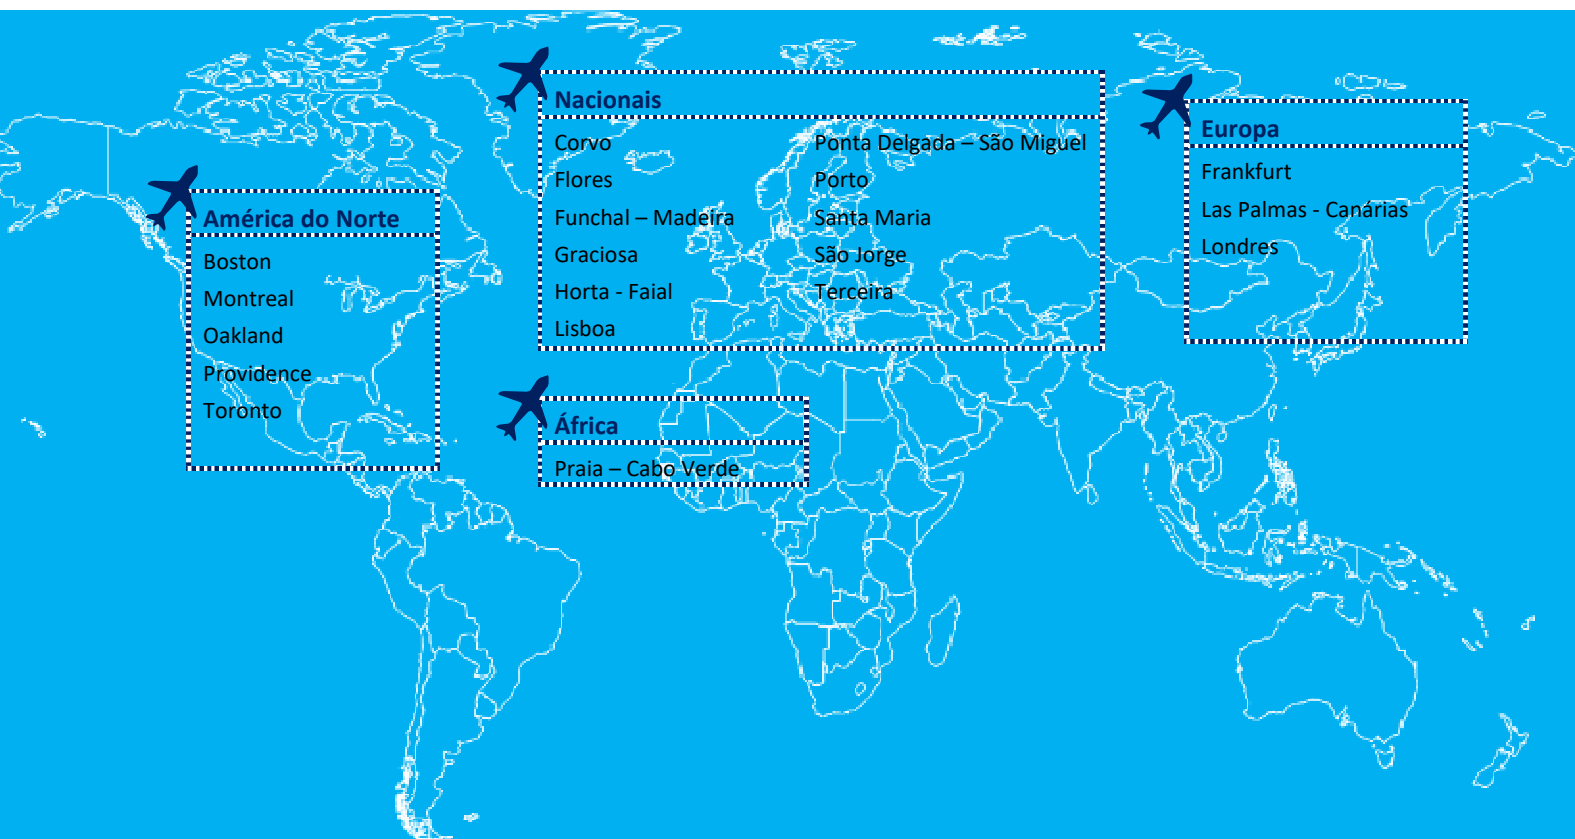 Nacionais
Corvo
Flores
Funchal – Madeira
Graciosa
Horta - Faial
Lisboa
Ponta Delgada – São Miguel
Porto
Santa Maria
São Jorge
Terceira
Europa
Frankfurt
Las Palmas - Canárias
Londres
América do Norte
Boston
Montreal
Oakland
Providence
Toronto
África
Praia – Cabo Verde